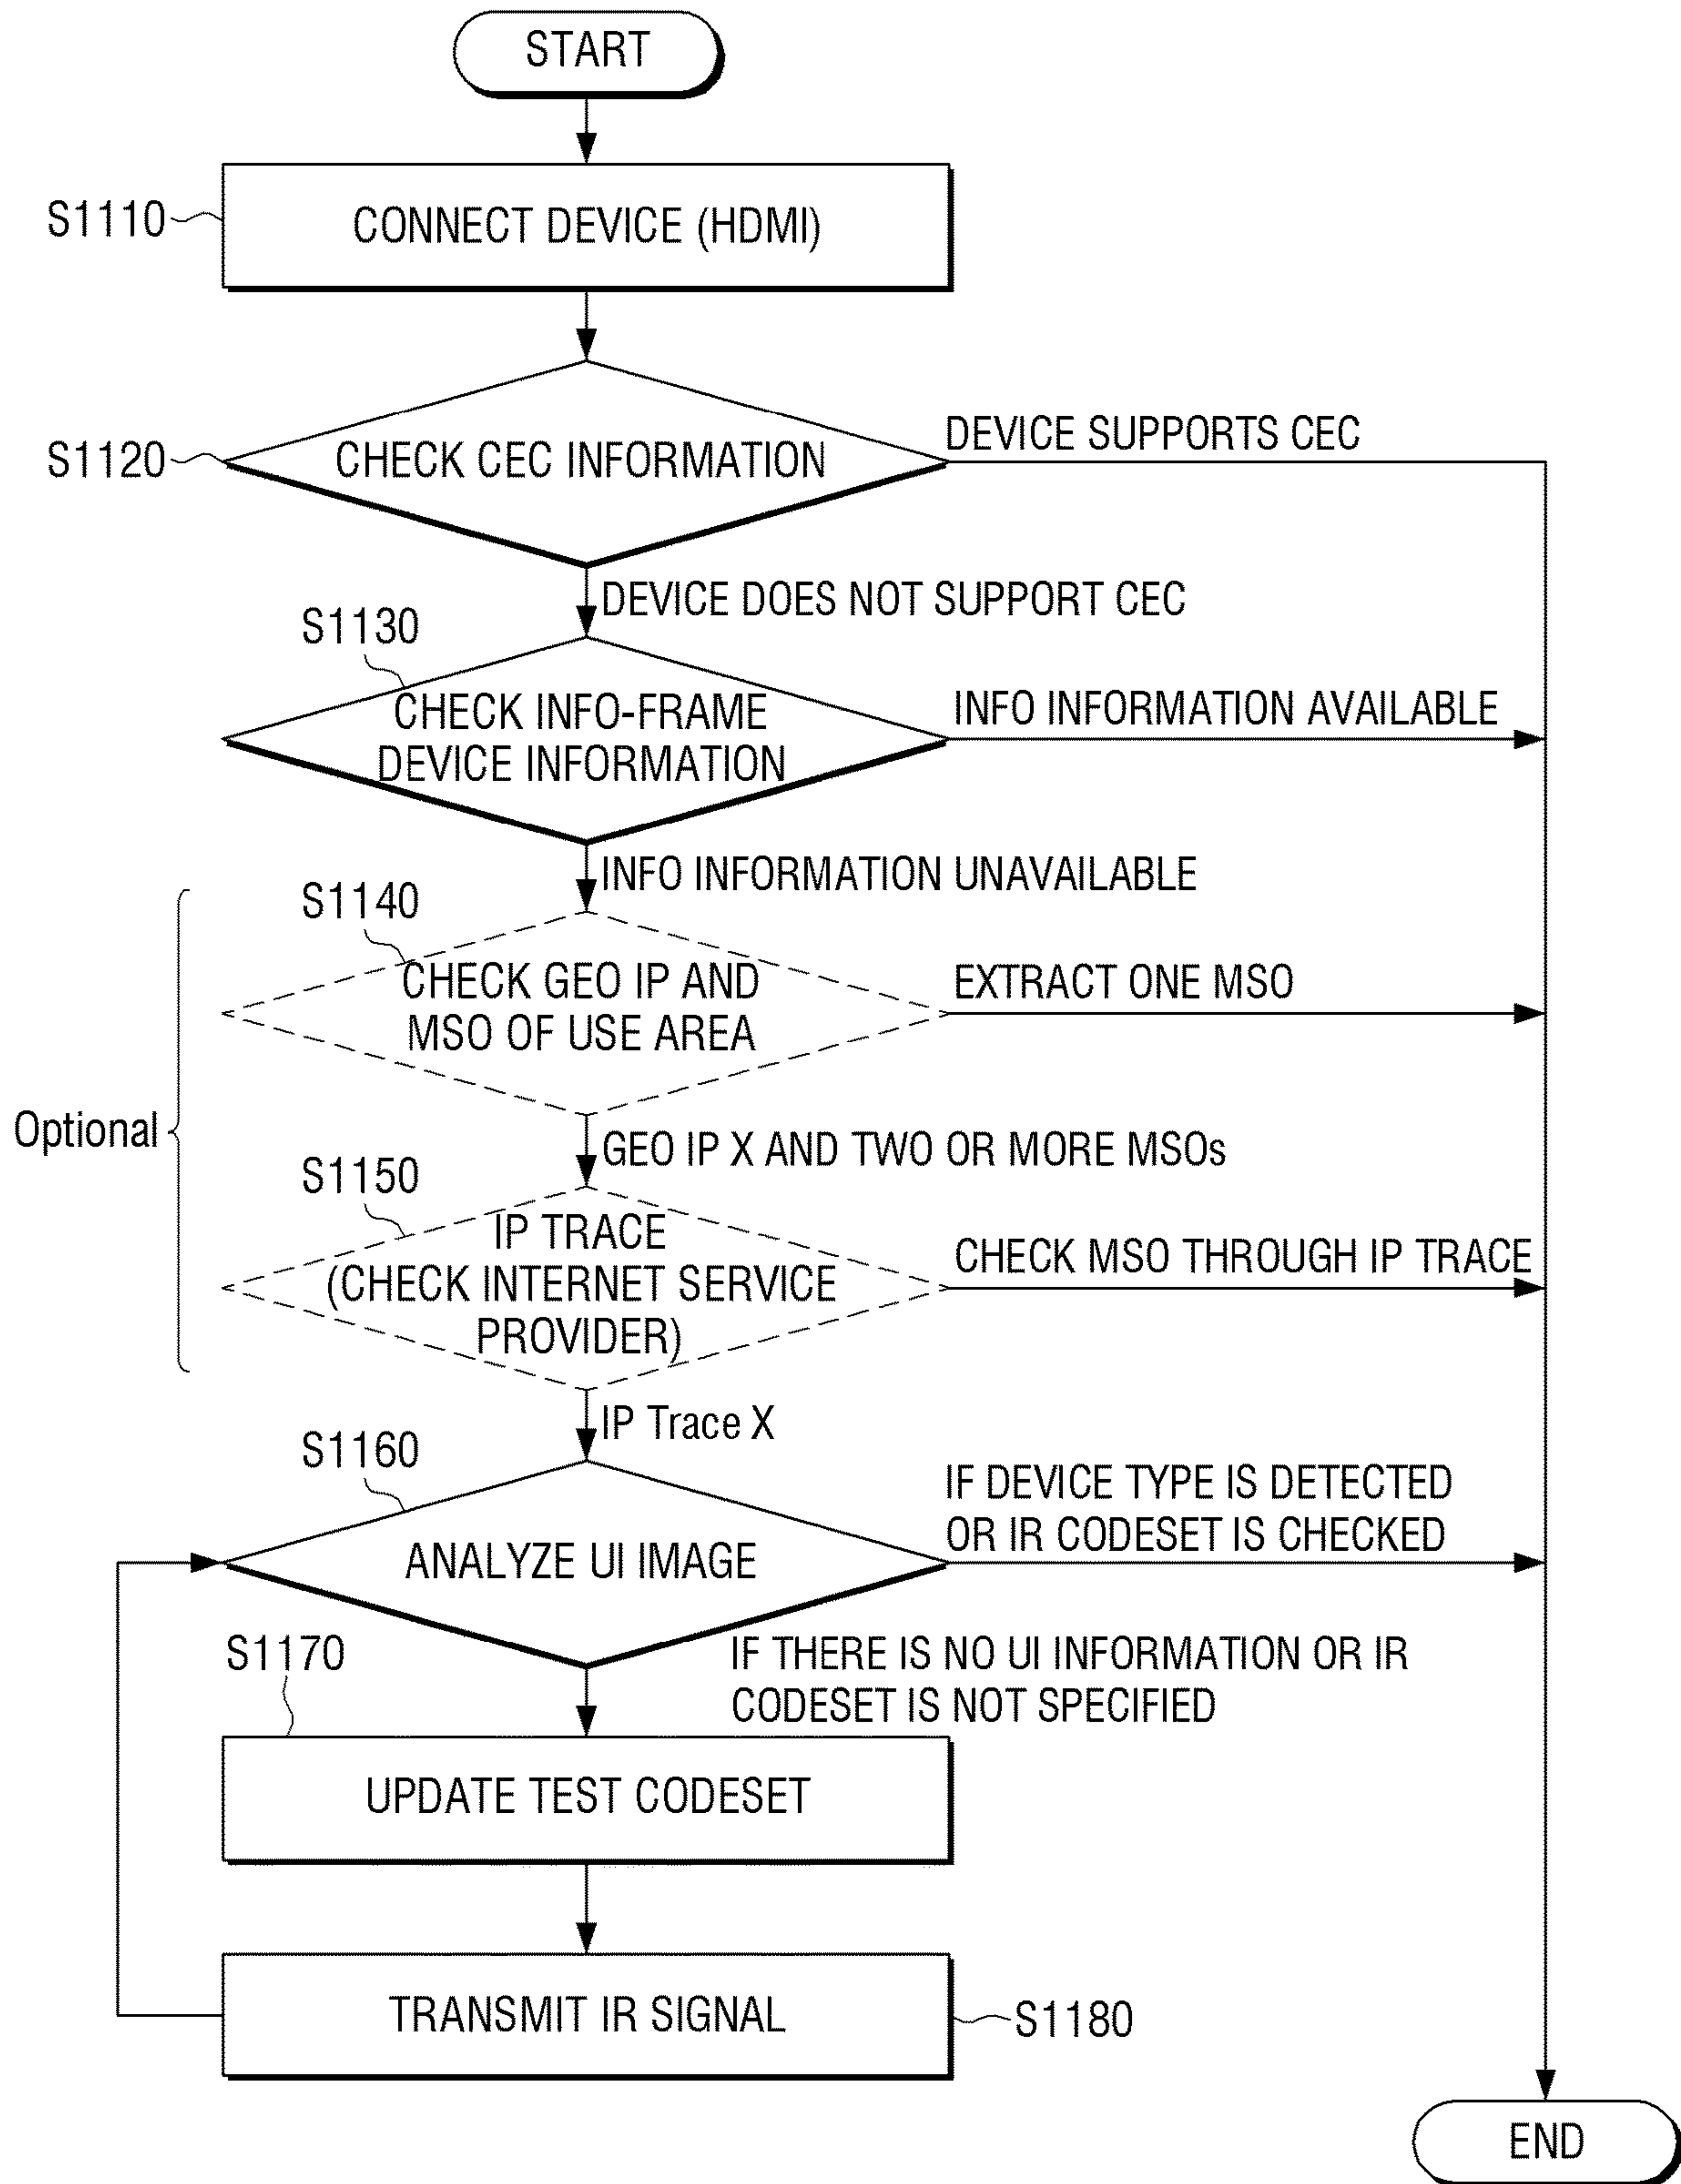 START
S1110
CONNECT DEVICE (HDMI)
S1120
CHECK CEC INFORMATION
DEVICE SUPPORTS CEC
DEVICE DOES NOT SUPPORT CEC
S1130
CHECK INFO-FRAME
DEVICE INFORMATION
INFO INFORMATION AVAILABLE
INFO INFORMATION UNAVAILABLE
Optional
S1140
CHECK GEO IP AND
MSO OF USE AREA
EXTRACT ONE MSO
GEO IP X AND TWO OR MORE MSOs
S1150
IP TRACE
(CHECK INTERNET SERVICE
PROVIDER)
CHECK MSO THROUGH IP TRACE
IP Trace X
S1160
ANALYZE UI IMAGE
IF DEVICE TYPE IS DETECTED
OR IR CODESET IS CHECKED
IF THERE IS NO UI INFORMATION OR IR
CODESET IS NOT SPECIFIED
S1170
UPDATE TEST CODESET
TRANSMIT IR SIGNAL
S1180
END